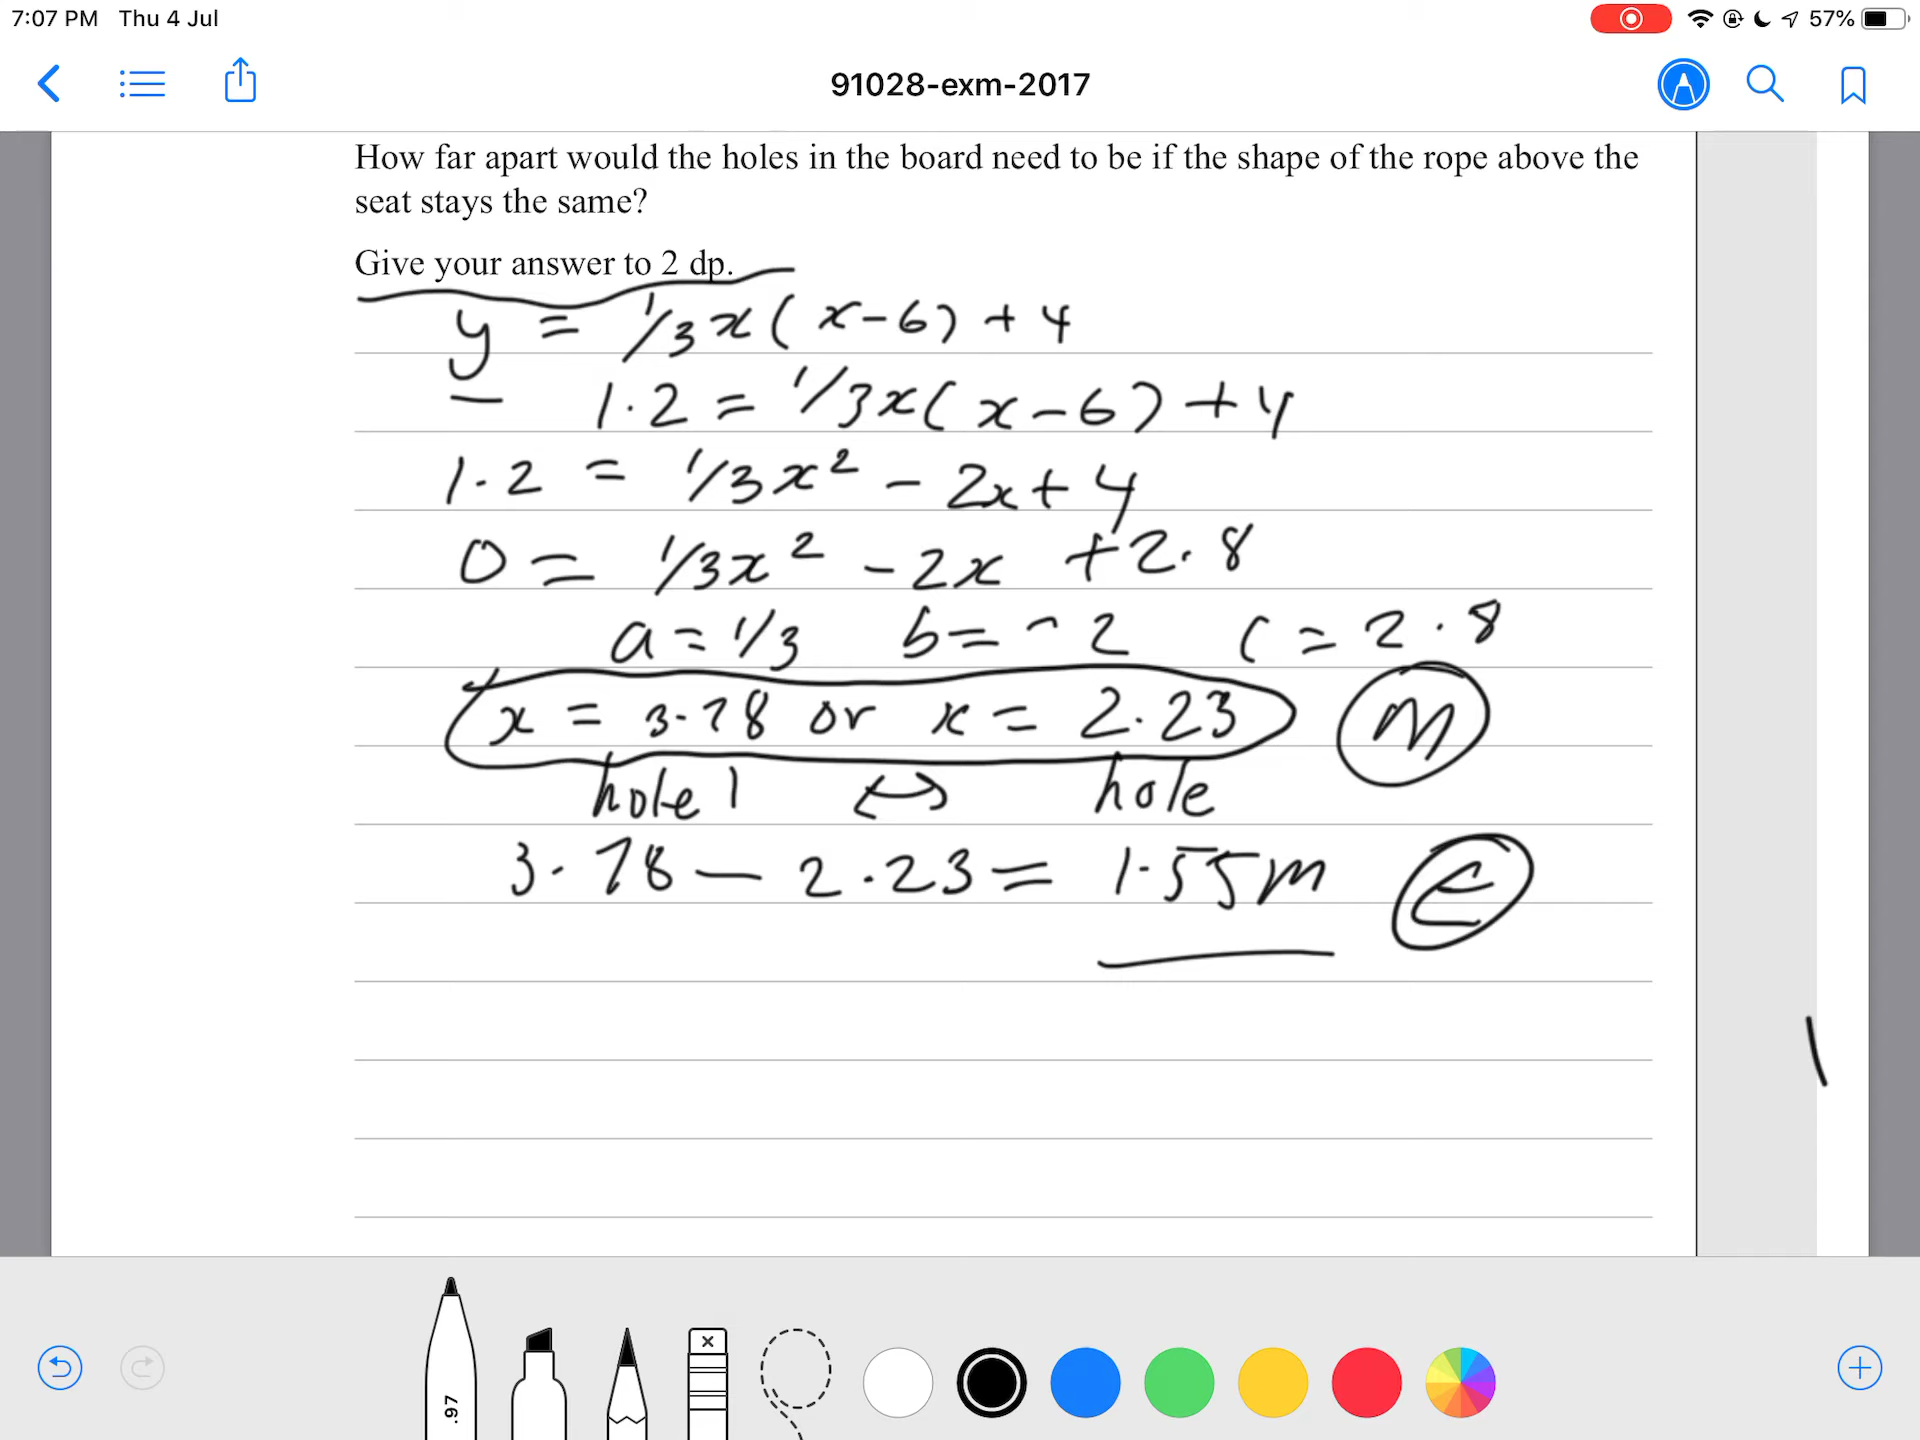 7:07 PM Thu 4 Jul 57%
91028-exm-2017
How far apart would the holes in the board need to be if the shape of the rope above the
seat stays the same?
Give your answer to 2 dp.
y = 1/3x(x-6) + 4
1.2 = 1/3x(x-6) + 4
1.2 = 1/3x² - 2x + 4
0 = 1/3x² - 2x + 2.8
a = 1/3 b = -2 c = 2.8
x = 3.78 or x = 2.23 M
hole 1 ↔ hole
3.78 - 2.23 = 1.55m E
.97